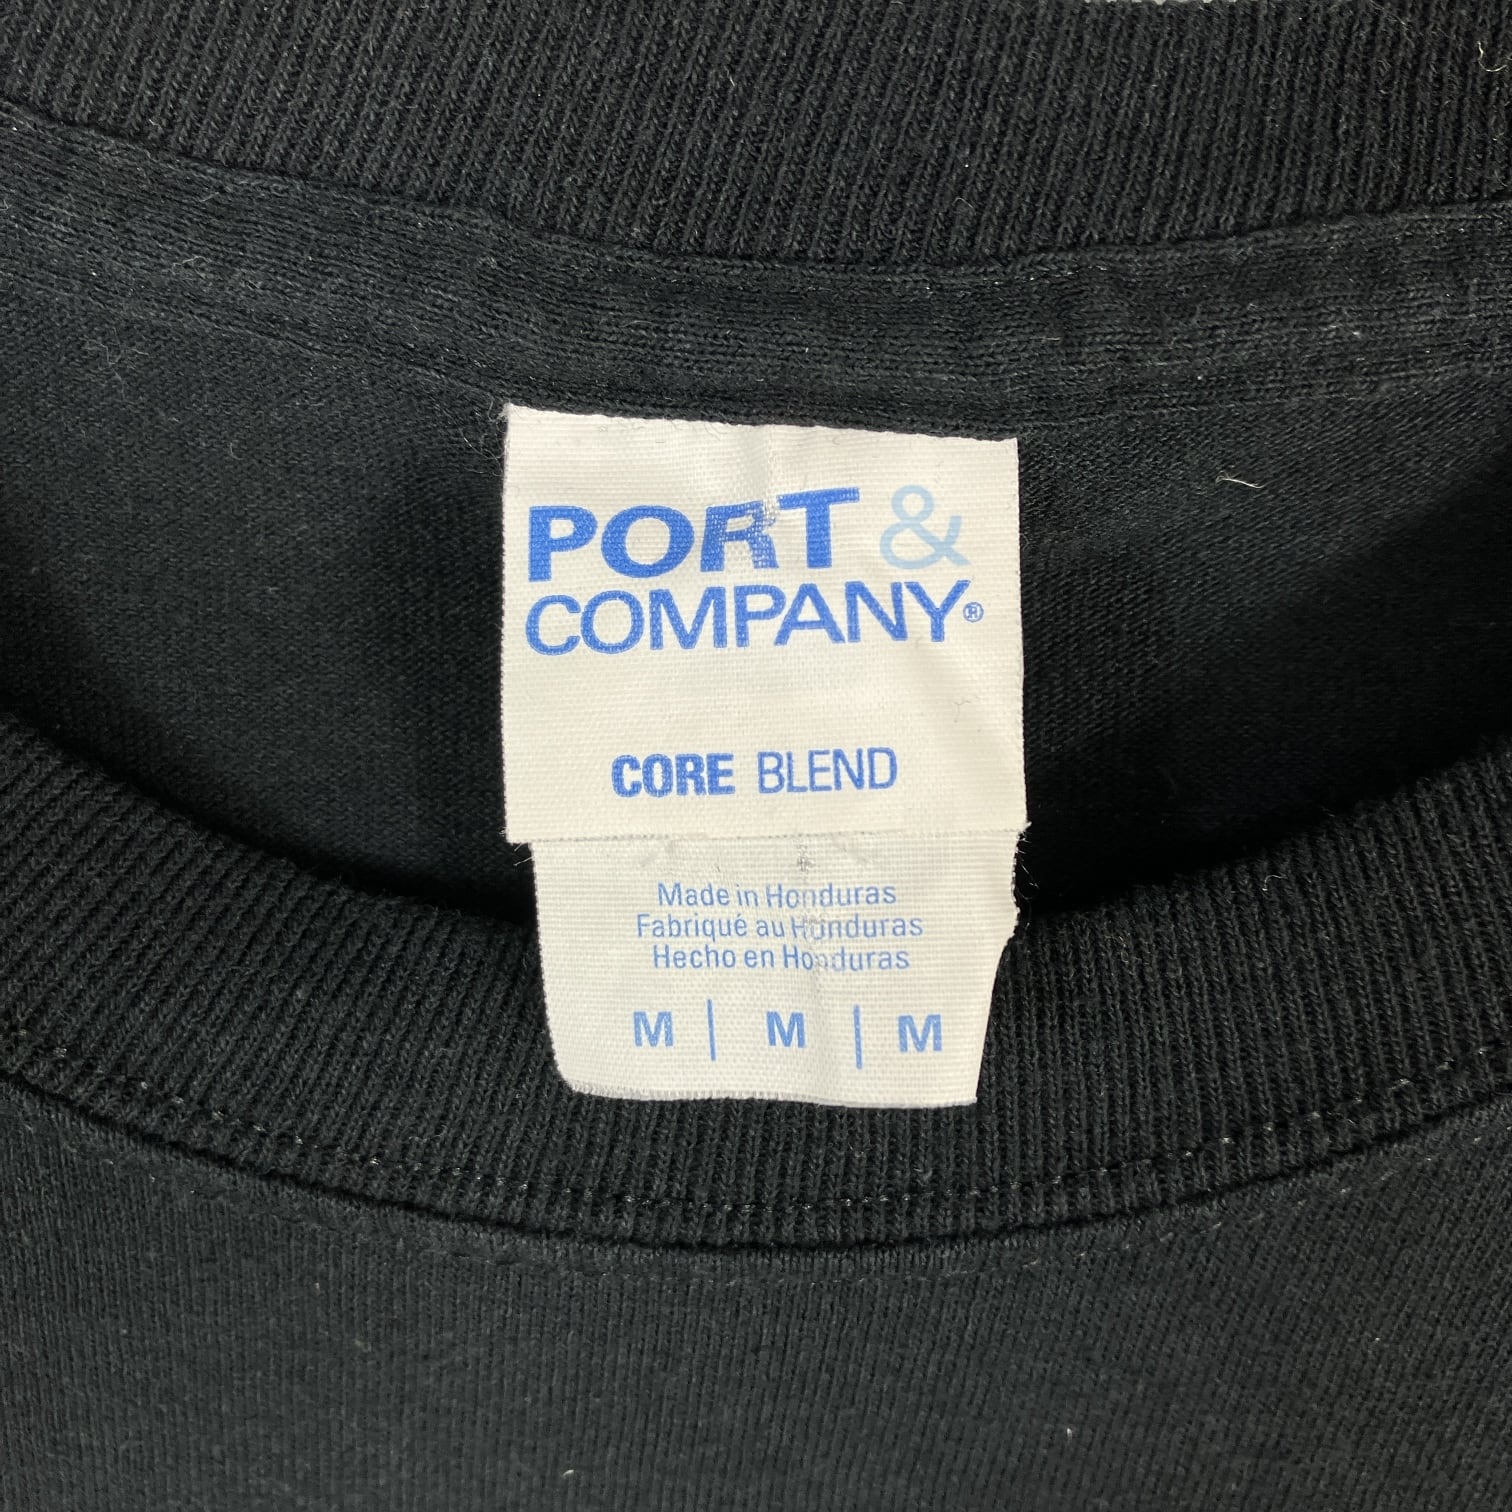 PORT &
COMPANY®
CORE BLEND
Made in Honduras
Fabriqué au Honduras
Hecho en Honduras
M | M | M